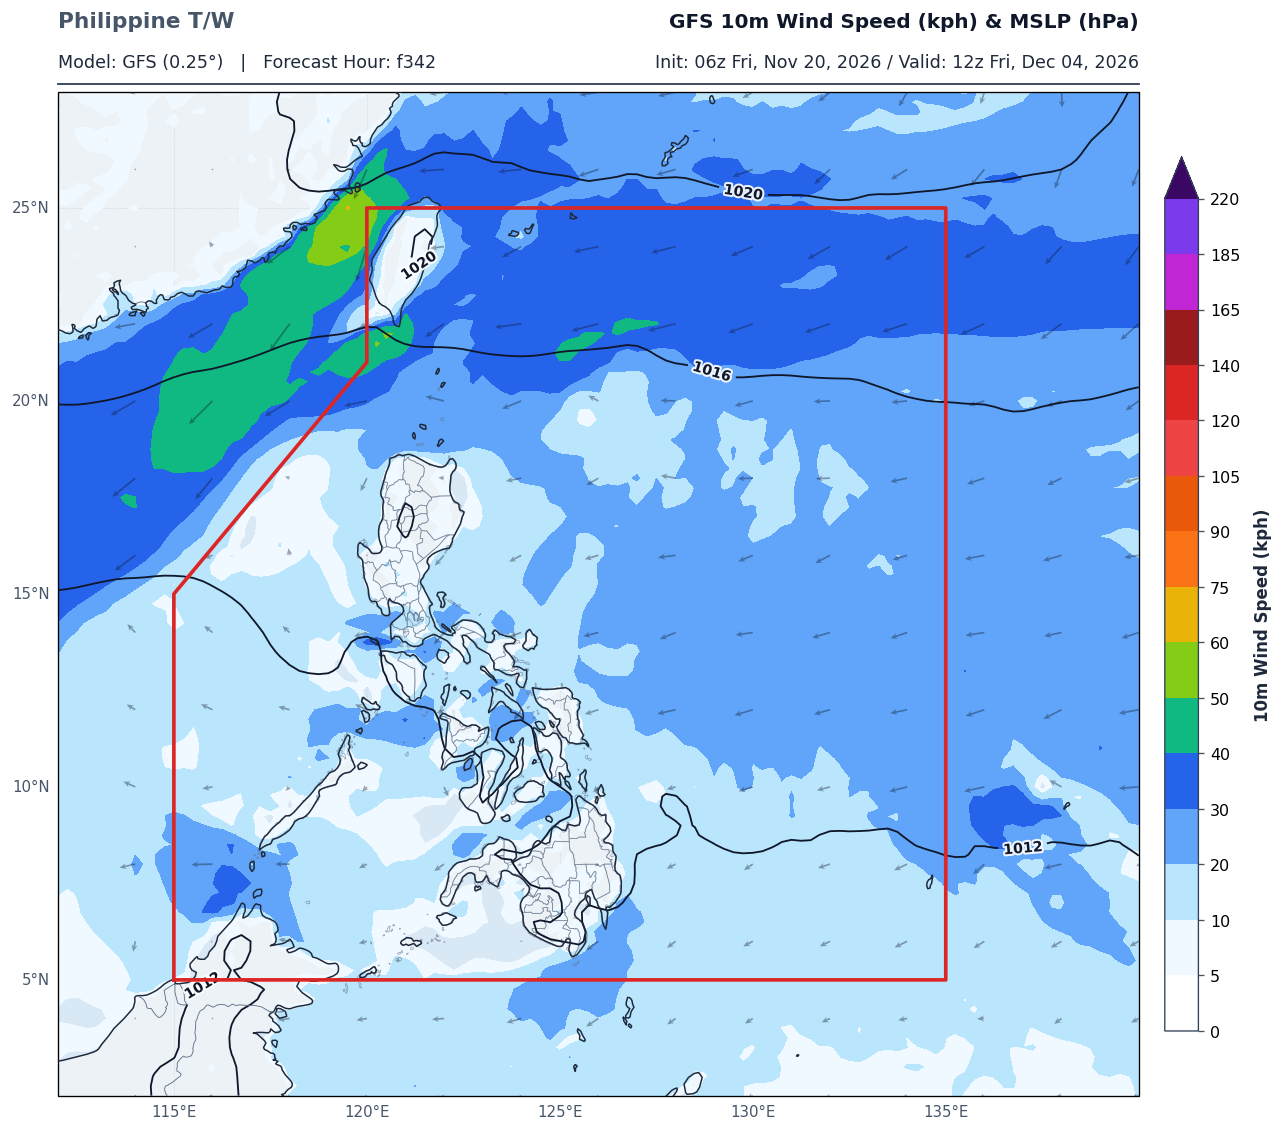 Philippine T/W
GFS 10m Wind Speed (kph) & MSLP (hPa)
Model: GFS (0.25°)   |   Forecast Hour: f342
Init: 06z Fri, Nov 20, 2026 / Valid: 12z Fri, Dec 04, 2026
1020
1020
1016
1012
1012
25°N
20°N
15°N
10°N
5°N
115°E
120°E
125°E
130°E
135°E
220
185
165
140
120
105
90
75
60
50
40
30
20
10
5
0
10m Wind Speed (kph)